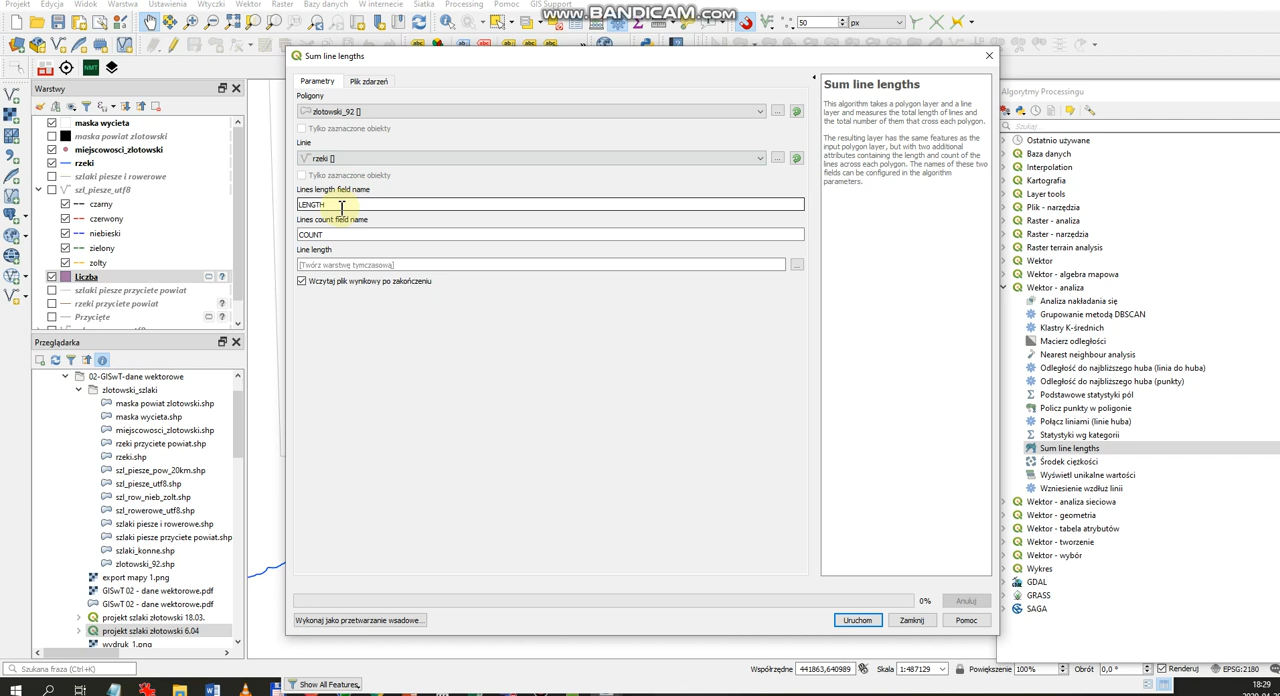 www.BANDICAM.com
Projekt Edycja Widok Warstwa Ustawienia Wtyczki Wektor Raster Bazy danych W internecie Siatka Processing Pomoc GIS Support
50 px
NMT
Warstwy
maska wycieta
maska powiat zlotowski
miejscowosci_zlotowski
rzeki
szlaki piesze i rowerowe
szl_piesze_utf8
czarny
czerwony
niebieski
zielony
zolty
Liczba
szlaki piesze przyciete powiat
rzeki przyciete powiat
Przycięte
Przeglądarka
02-GISwT-dane wektorowe
zlotowski_szlaki
maska powiat zlotowski.shp
maska wycieta.shp
miejscowosci_zlotowski.shp
rzeki przyciete powiat.shp
rzeki.shp
szl_piesze_pow_20km.shp
szl_piesze_utf8.shp
szl_row_nieb_zolt.shp
szl_rowerowe_utf8.shp
szlaki piesze i rowerowe.shp
szlaki piesze przyciete powiat.shp
szlaki_konne.shp
zlotowski_92.shp
export mapy 1.png
GISwT 02 - dane wektorowe.pdf
GISwT 02 - dane wektorowe.pdf
projekt szlaki złotowski 18.03.
projekt szlaki złotowski 6.04
wydruk_1.png
Sum line lengths
Parametry Plik zdarzeń
Poligony
zlotowski_92 []
Tylko zaznaczone obiekty
Linie
rzeki []
Tylko zaznaczone obiekty
Lines length field name
LENGTH
Lines count field name
COUNT
Line length
[Twórz warstwę tymczasową]
Wczytaj plik wynikowy po zakończeniu
0% Anuluj
Wykonaj jako przetwarzanie wsadowe... Uruchom Zamknij Pomoc
Sum line lengths
This algorithm takes a polygon layer and a line
layer and measures the total length of lines and
the total number of them that cross each polygon.
The resulting layer has the same features as the
input polygon layer, but with two additional
attributes containing the length and count of the
lines across each polygon. The names of these two
fields can be configured in the algorithm
parameters.
Algorytmy Processingu
Szukaj...
Ostatnio używane
Baza danych
Interpolation
Kartografia
Layer tools
Plik - narzędzia
Raster - analiza
Raster - narzędzia
Raster terrain analysis
Wektor
Wektor - algebra mapowa
Wektor - analiza
Analiza nakładania się
Grupowanie metodą DBSCAN
Klastry K-średnich
Macierz odległości
Nearest neighbour analysis
Odległość do najbliższego huba (linia do huba)
Odległość do najbliższego huba (punkty)
Podstawowe statystyki pól
Policz punkty w poligonie
Połącz liniami (linie huba)
Statystyki wg kategorii
Sum line lengths
Środek ciężkości
Wyświetl unikalne wartości
Wzniesienie wzdłuż linii
Wektor - analiza sieciowa
Wektor - geometria
Wektor - tabela atrybutów
Wektor - tworzenie
Wektor - wybór
Wykres
GDAL
GRASS
SAGA
Szukana fraza (Ctrl+K) Współrzędne 441863,640989 Skala 1:487129 Powiększenie 100% Obrót 0,0 ° Renderuj EPSG:2180
Show All Features
18:29